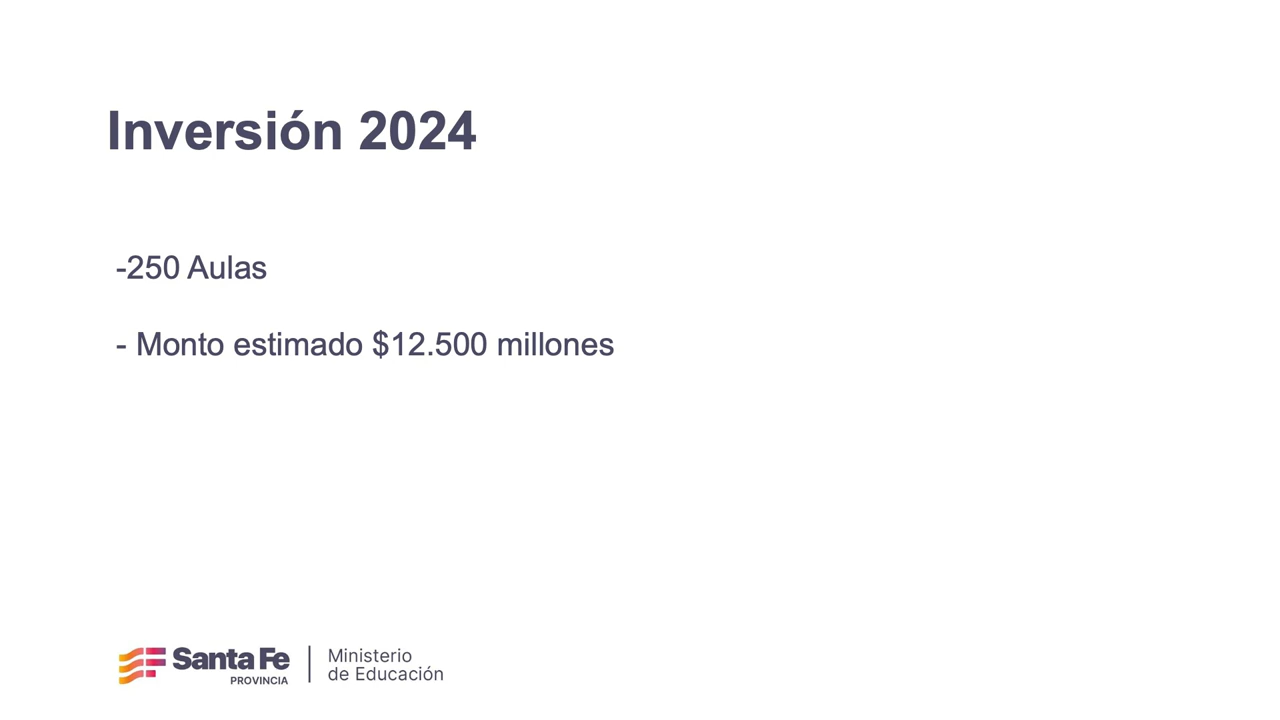 Inversión 2024
-250 Aulas
- Monto estimado $12.500 millones
Santa Fe
PROVINCIA
Ministerio
de Educación